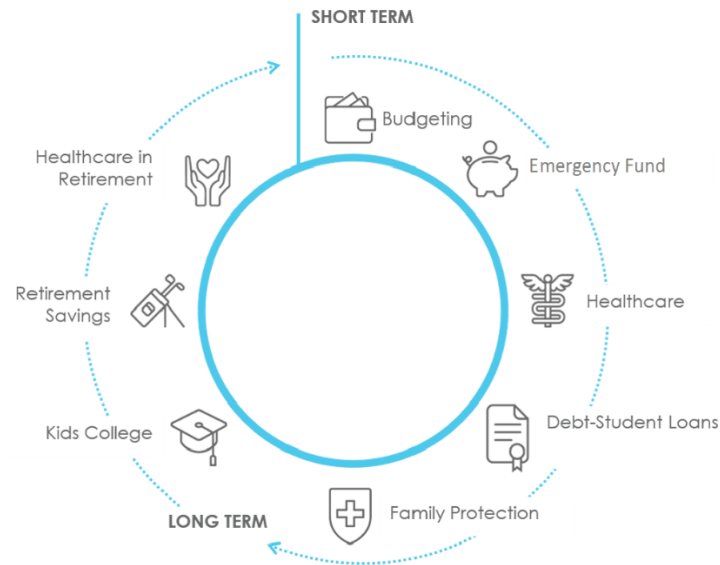 SHORT TERM
Budgeting
Emergency Fund
Healthcare
Debt-Student Loans
Family Protection
LONG TERM
Kids College
Retirement
Savings
Healthcare in
Retirement